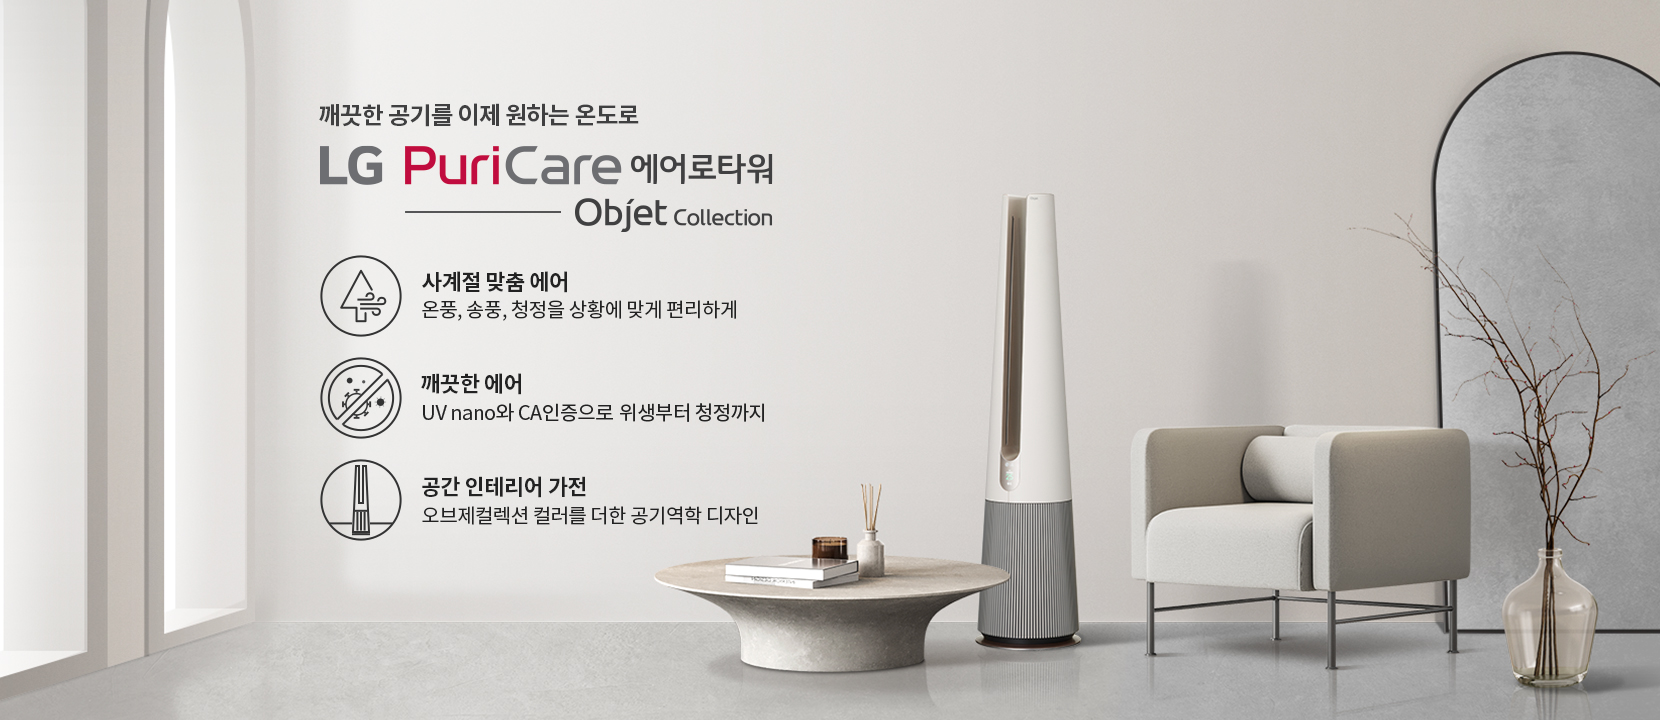 깨끗한 공기를 이제 원하는 온도로
LG PuriCare 에어로타워
Objet Collection
사계절 맞춤 에어
온풍, 송풍, 청정을 상황에 맞게 편리하게
깨끗한 에어
UV nano와 CA인증으로 위생부터 청정까지
공간 인테리어 가전
오브제컬렉션 컬러를 더한 공기역학 디자인